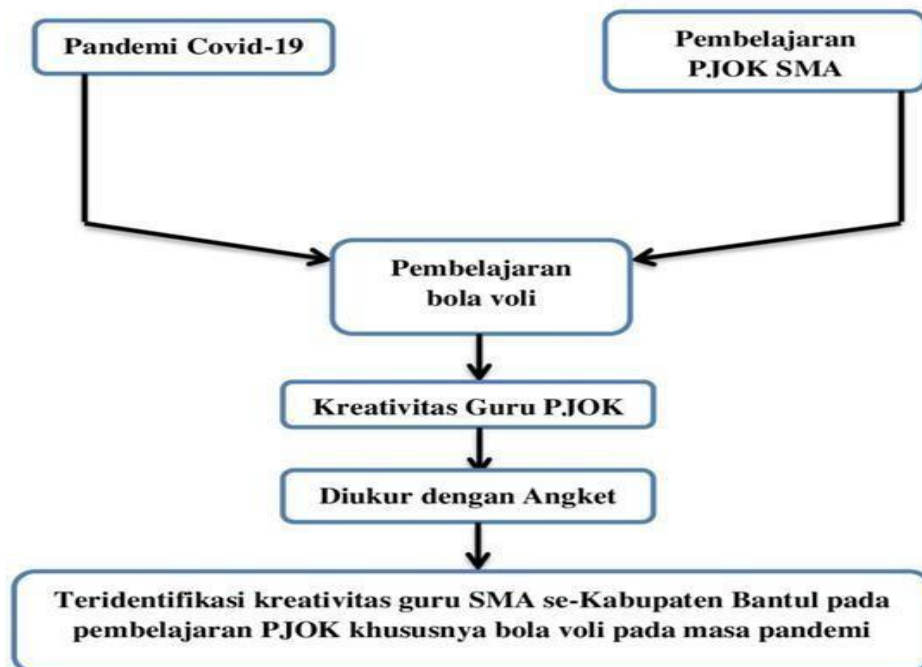 Pandemi Covid-19
Pembelajaran
PJOK SMA
Pembelajaran
bola voli
Kreativitas Guru PJOK
Diukur dengan Angket
Teridentifikasi kreativitas guru SMA se-Kabupaten Bantul pada
pembelajaran PJOK khususnya bola voli pada masa pandemi